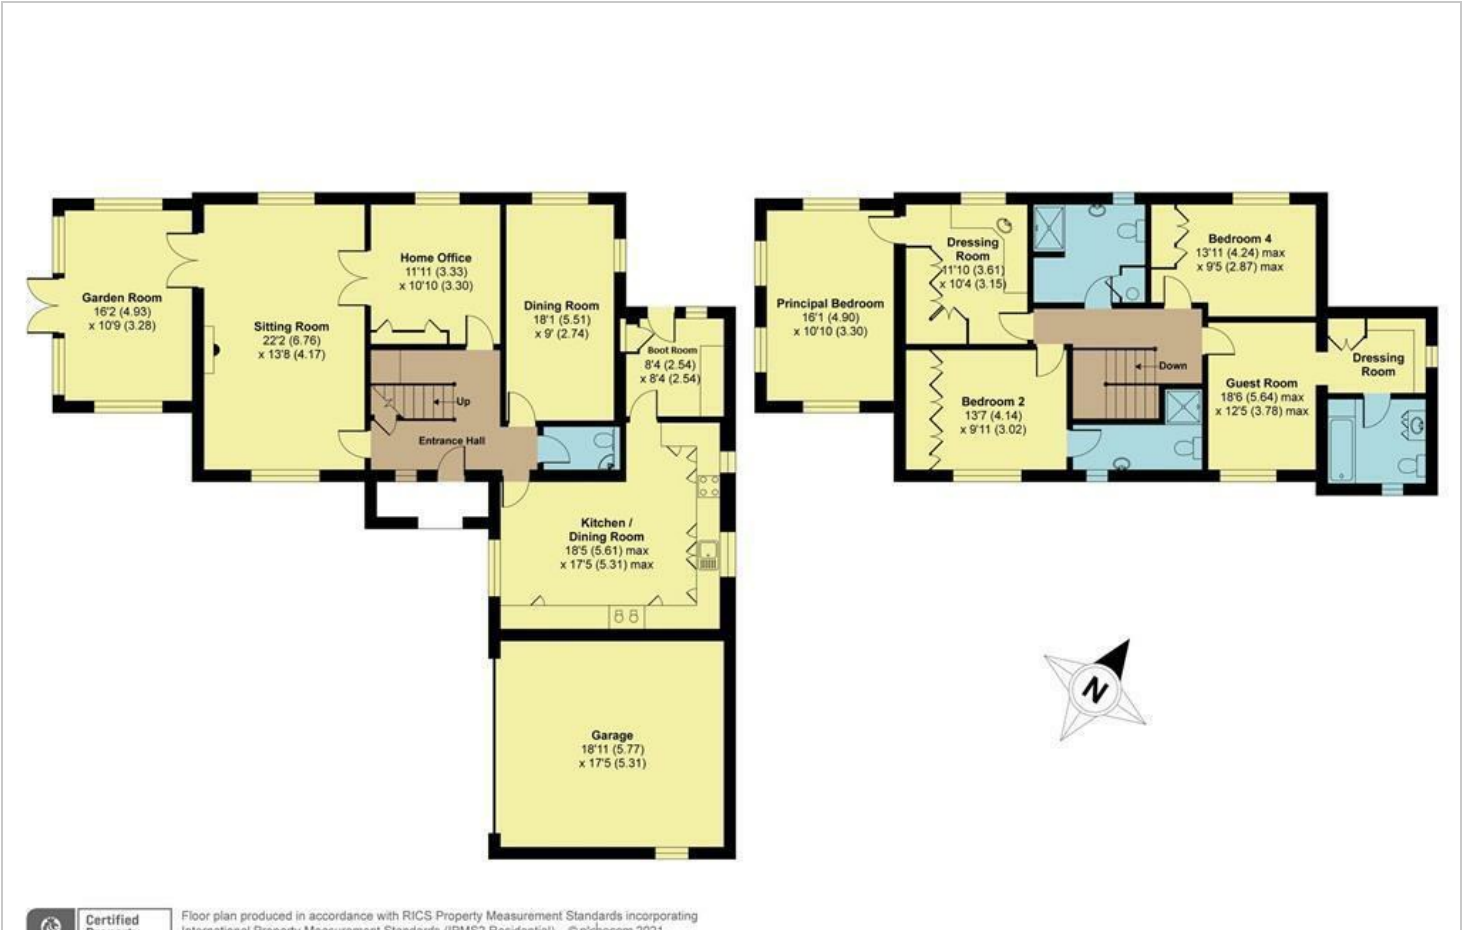 Garden Room
16'2 (4.93)
x 10'9 (3.28)
Sitting Room
22'2 (6.76)
x 13'8 (4.17)
Home Office
11'11 (3.33)
x 10'10 (3.30)
Dining Room
18'1 (5.51)
x 9' (2.74)
Boot Room
8'4 (2.54)
x 8'4 (2.54)
Up
Entrance Hall
Kitchen /
Dining Room
18'5 (5.61) max
x 17'5 (5.31) max
Garage
18'11 (5.77)
x 17'5 (5.31)
Principal Bedroom
16'1 (4.90)
x 10'10 (3.30)
Dressing
Room
11'10 (3.61)
x 10'4 (3.15)
Bedroom 4
13'11 (4.24) max
x 9'5 (2.87) max
Down
Bedroom 2
13'7 (4.14)
x 9'11 (3.02)
Guest Room
18'6 (5.64) max
x 12'5 (3.78) max
Dressing
Room
N
Certified
Floor plan produced in accordance with RICS Property Measurement Standards incorporating
International Property Measurement Standards (IPMS2 Residential).